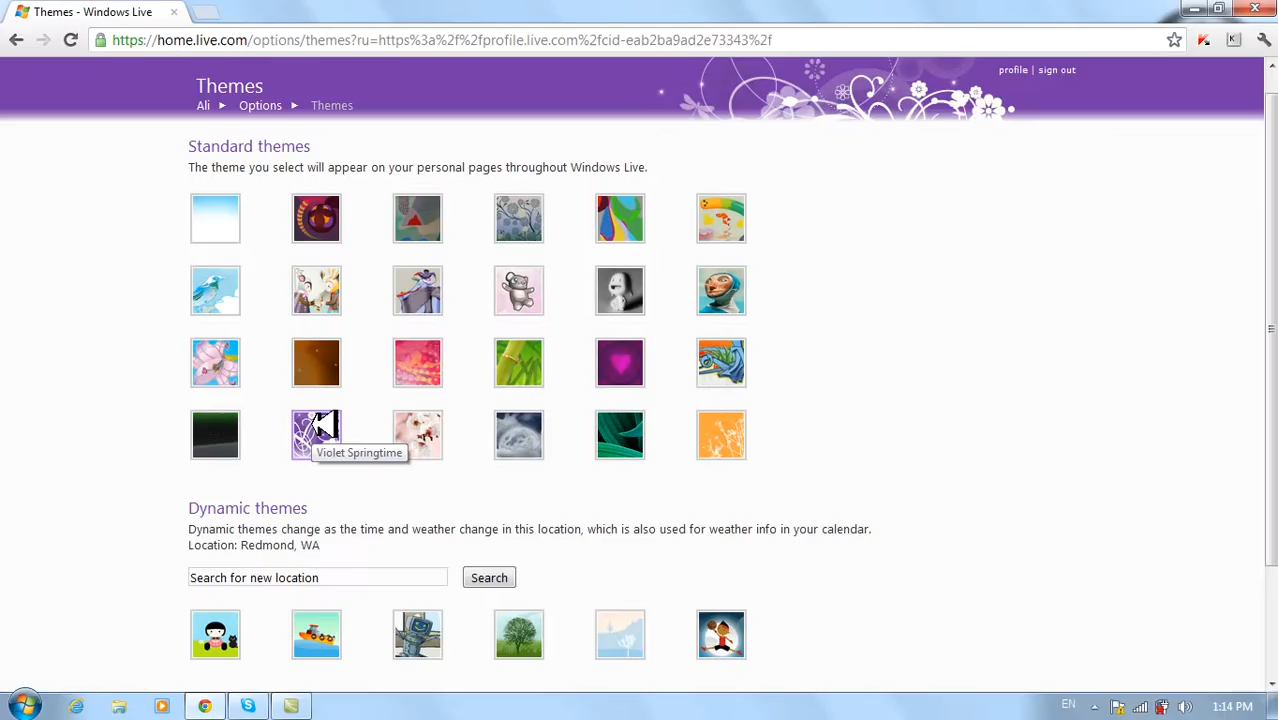 Themes - Windows Live
https://home.live.com/options/themes?ru=https%3a%2f%2fprofile.live.com%2fcid-eab2ba9ad2e73343%2f
profile | sign out
Themes
Ali ▶ Options ▶ Themes
Standard themes
The theme you select will appear on your personal pages throughout Windows Live.
Violet Springtime
Dynamic themes
Dynamic themes change as the time and weather change in this location, which is also used for weather info in your calendar.
Location: Redmond, WA
Search for new location
Search
EN
1:14 PM